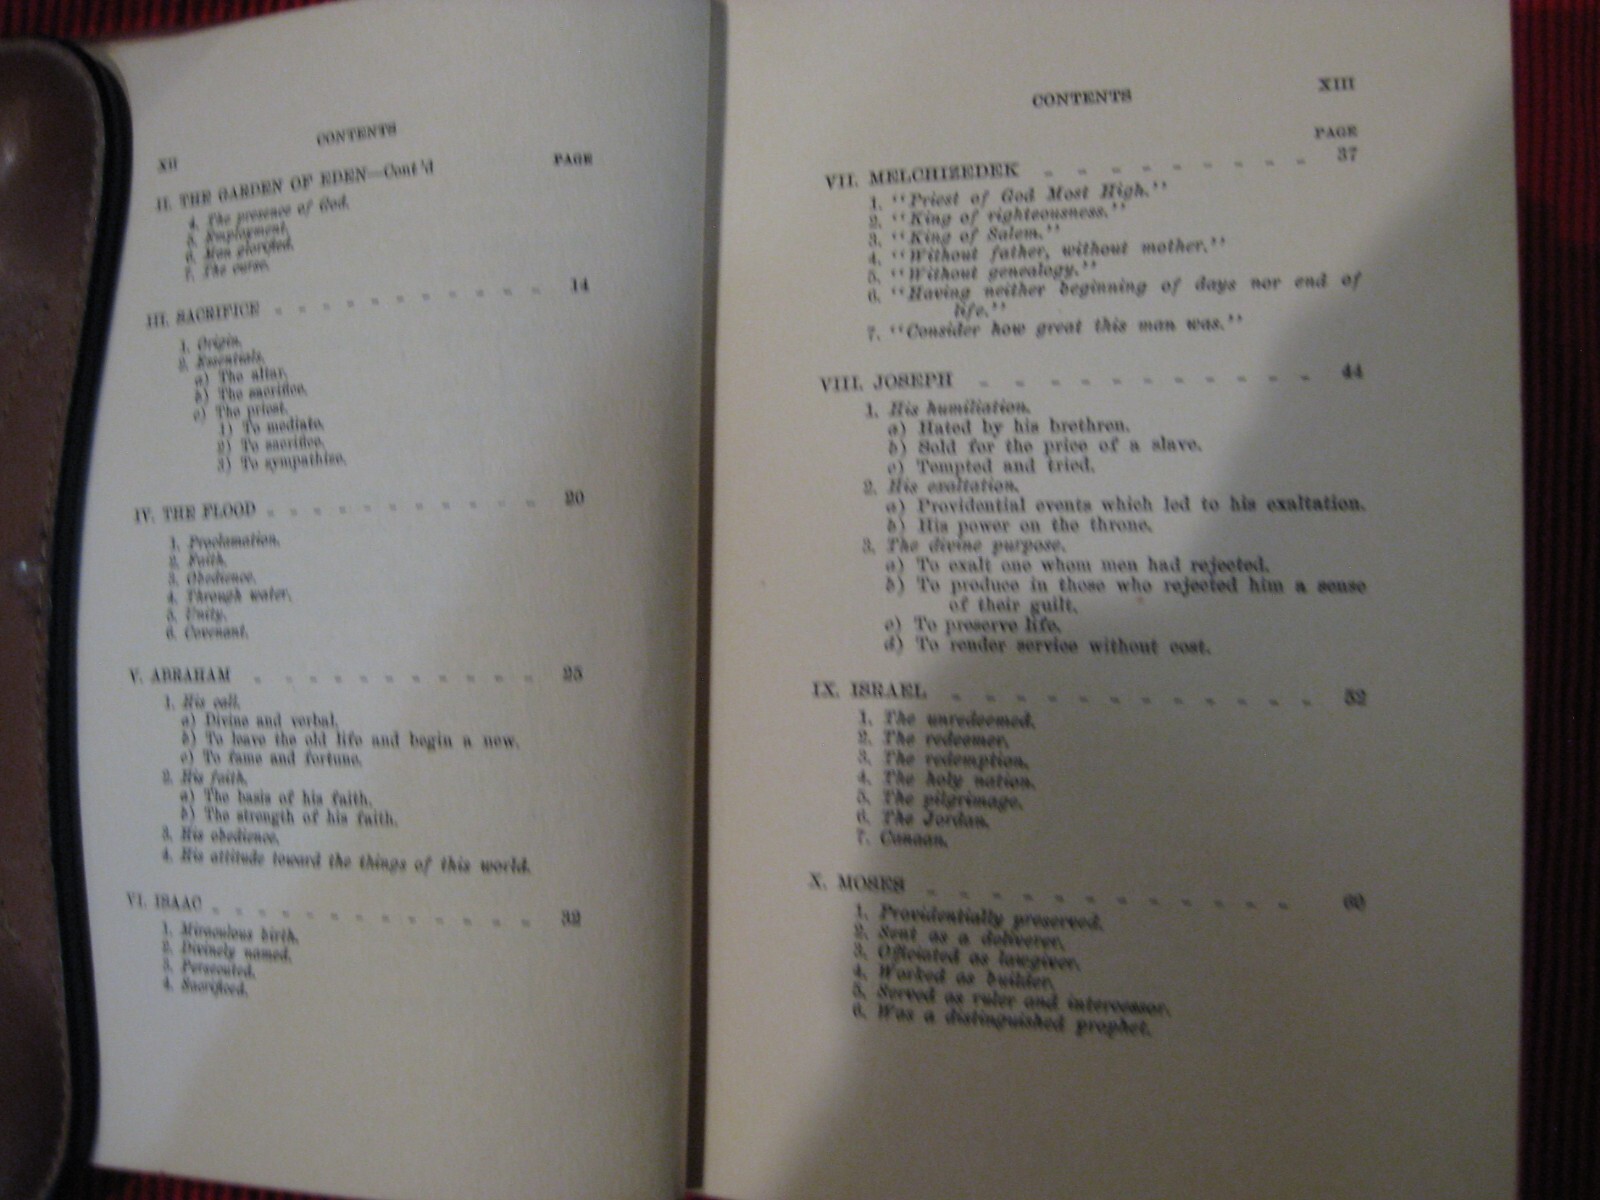 XII
CONTENTS
PAGE
II. THE GARDEN OF EDEN—Cont'd
4. The presence of God.
5. Employment.
6. Man glorified.
7. The curse.
III. SACRIFICE - - - - - - - - - - - - 14
1. Origin.
2. Essentials.
a) The altar.
b) The sacrifice.
c) The priest.
1) To mediate.
2) To sacrifice.
3) To sympathize.
IV. THE FLOOD - - - - - - - - - - - - 20
1. Proclamation.
2. Faith.
3. Obedience.
4. Through water.
5. Unity.
6. Covenant.
V. ABRAHAM - - - - - - - - - - - 25
1. His call.
a) Divine and verbal.
b) To leave the old life and begin a new.
c) To fame and fortune.
2. His faith.
a) The basis of his faith.
b) The strength of his faith.
3. His obedience.
4. His attitude toward the things of this world.
VI. ISAAC - - - - - - - - - - - - - 32
1. Miraculous birth.
2. Divinely named.
3. Persecuted.
4. Sacrificed.
CONTENTS
XIII
PAGE
VII. MELCHIZEDEK - - - - - - - - 37
1. "Priest of God Most High."
2. "King of righteousness."
3. "King of Salem."
4. "Without father, without mother."
5. "Without genealogy."
6. "Having neither beginning of days nor end of
life."
7. "Consider how great this man was."
VIII. JOSEPH - - - - - - - - - - 44
1. His humiliation.
a) Hated by his brethren.
b) Sold for the price of a slave.
c) Tempted and tried.
2. His exaltation.
a) Providential events which led to his exaltation.
b) His power on the throne.
3. The divine purpose.
a) To exalt one whom men had rejected.
b) To produce in those who rejected him a sense
of their guilt.
c) To preserve life.
d) To render service without cost.
IX. ISRAEL - - - - - - - - - - - 52
1. The unredeemed.
2. The redeemer.
3. The redemption.
4. The holy nation.
5. The pilgrimage.
6. The Jordan.
7. Canaan.
X. MOSES - - - - - - - - - - - 60
1. Providentially preserved.
2. Sent as a deliverer.
3. Officiated as lawgiver.
4. Worked as builder.
5. Served as ruler and intercessor.
6. Was a distinguished prophet.